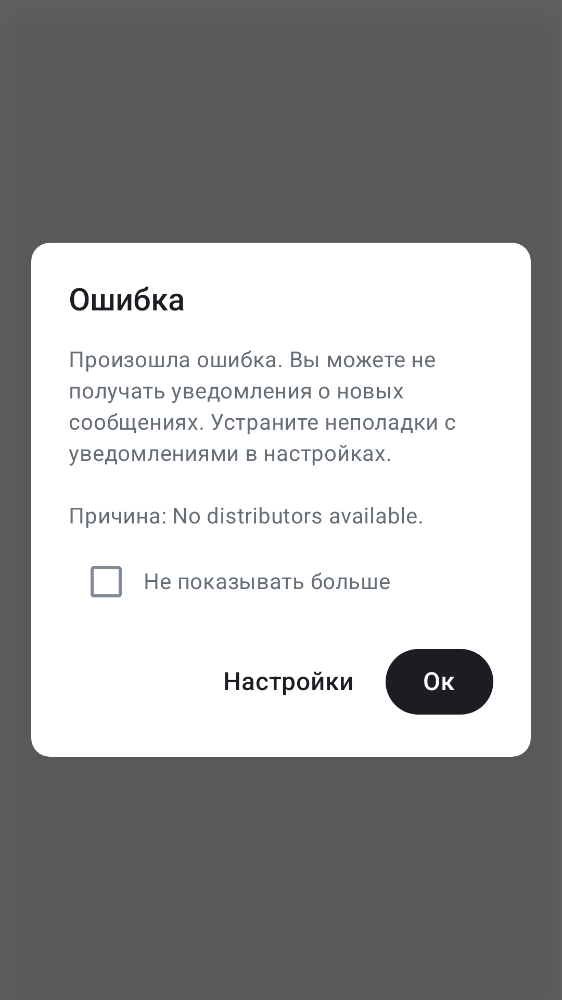 Ошибка
Произошла ошибка. Вы можете не
получать уведомления о новых
сообщениях. Устраните неполадки с
уведомлениями в настройках.
Причина: No distributors available.
Не показывать больше
Настройки
Ок